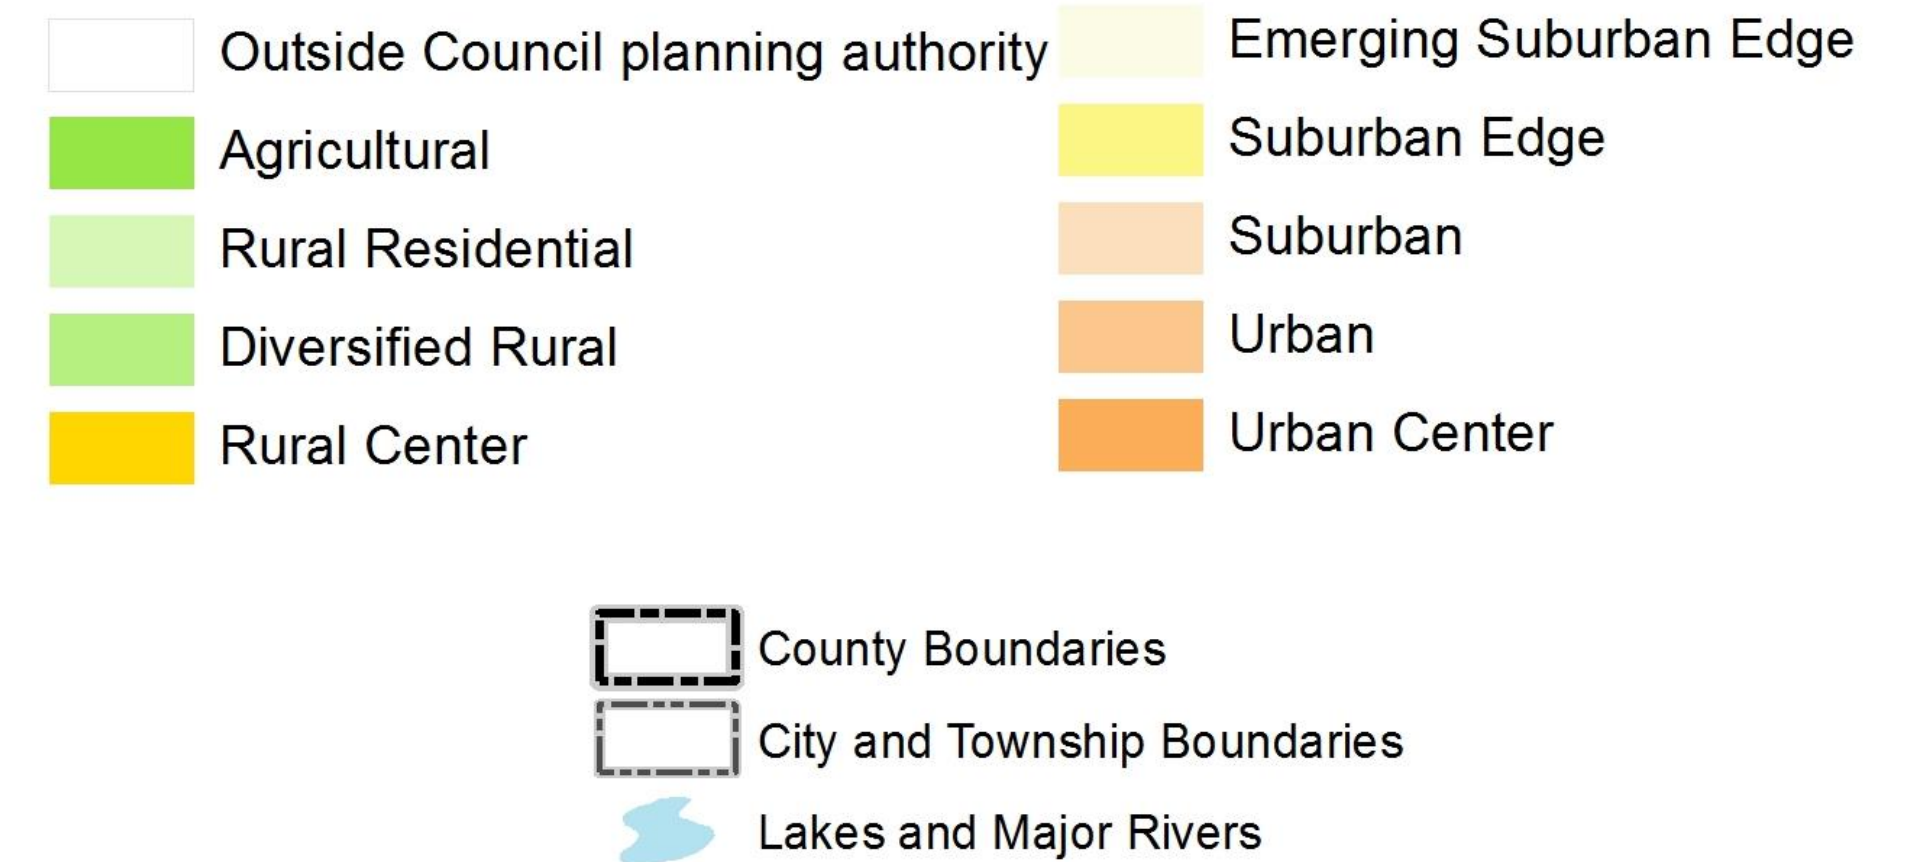 Outside Council planning authority
Agricultural
Rural Residential
Diversified Rural
Rural Center
Emerging Suburban Edge
Suburban Edge
Suburban
Urban
Urban Center
County Boundaries
City and Township Boundaries
Lakes and Major Rivers